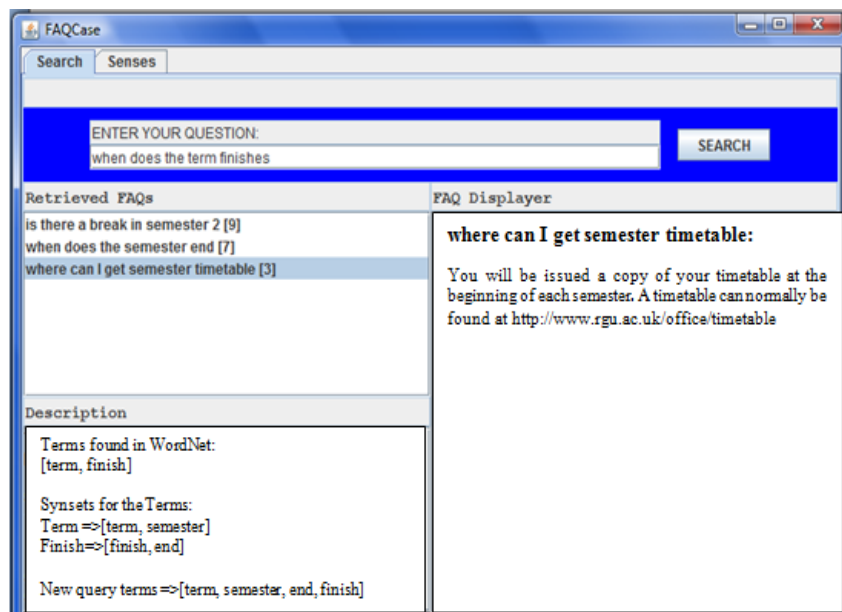 FAQCase
Search Senses
ENTER YOUR QUESTION:
when does the term finishes
SEARCH
Retrieved FAQs
is there a break in semester 2 [9]
when does the semester end [7]
where can I get semester timetable [3]
FAQ Displayer
where can I get semester timetable:
You will be issued a copy of your timetable at the
beginning of each semester. A timetable can normally be
found at http://www.rgu.ac.uk/office/timetable
Description
Terms found in WordNet:
[term, finish]
Synsets for the Terms:
Term =>[term, semester]
Finish=>[finish, end]
New query terms =>[term, semester, end, finish]